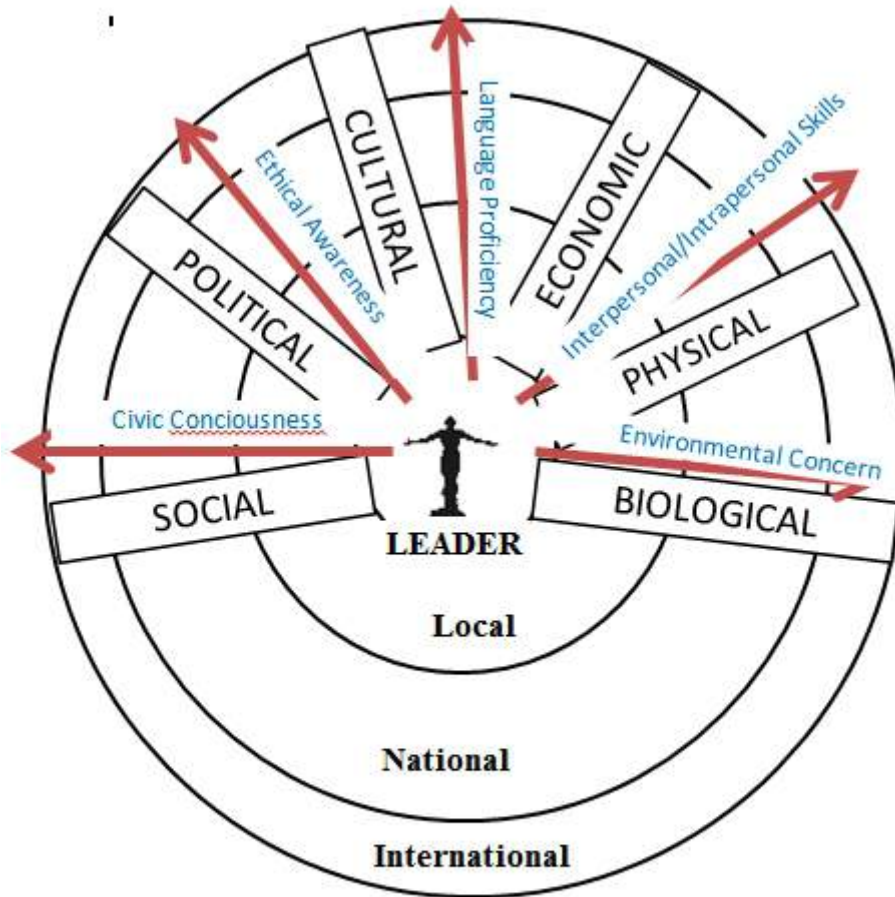 CULTURAL
Language Proficiency
ECONOMIC
Interpersonal/Intrapersonal Skills
Ethical Awareness
POLITICAL
PHYSICAL
Civic Conciousness
Environmental Concern
SOCIAL
BIOLOGICAL
LEADER
Local
National
International